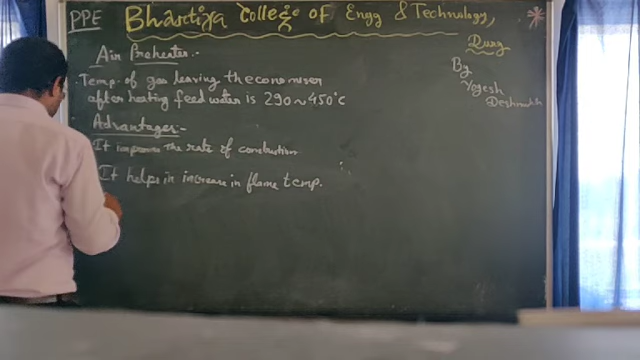 PPE
Bhartiya College of Engg & Technology,
Durg
By
Yogesh
Deshmukh
Air Preheater:-
Temp. of gas leaving the economiser
after heating feed water is 290~450°C
Advantages:-
It improves the rate of combustion
It helps in increase in flame temp.